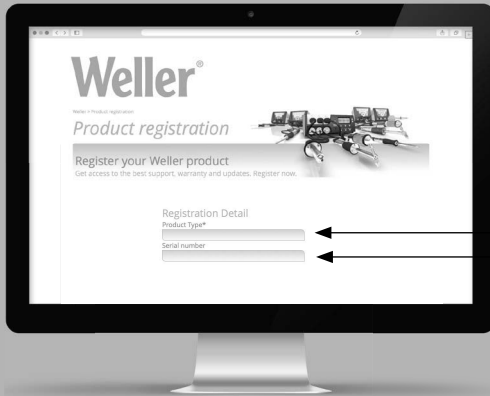 Weller®
Weller > Product registration
Product registration
Register your Weller product
Get access to the best support, warranty and updates. Register now.
Registration Detail
Product Type*
Serial number